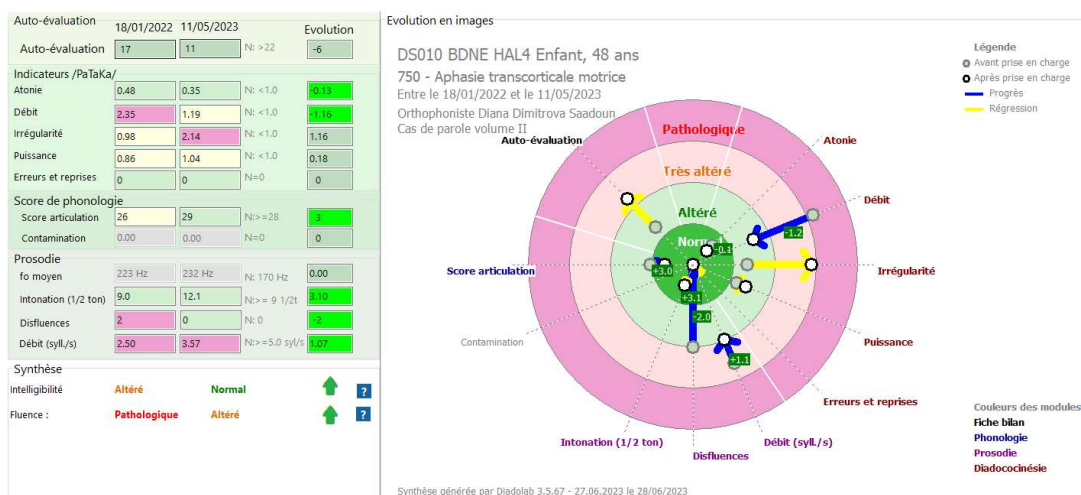 Auto-évaluation
18/01/2022 11/05/2023 Evolution
Auto-évaluation 17 11 N: >22 -6
Indicateurs /PaTaKa/
Atonie 0.48 0.35 N: <1.0 -0.13
Débit 2.35 1.19 N: <1.0 -1.16
Irrégularité 0.98 2.14 N: <1.0 1.16
Puissance 0.86 1.04 N: <1.0 0.18
Erreurs et reprises 0 0 N=0 0
Score de phonologie
Score articulation 26 29 N:>=28 3
Contamination 0.00 0.00 N=0 0
Prosodie
fo moyen 223 Hz 232 Hz N: 170 Hz 0.00
Intonation (1/2 ton) 9.0 12.1 N:>= 9 1/2t 3.10
Disfluences 2 0 N: 0 -2
Débit (syll./s) 2.50 3.57 N:>=5.0 syl/s 1.07
Synthèse
Intelligibilité Altéré Normal ?
Fluence : Pathologique Altéré ?
Evolution en images
DS010 BDNE HAL4 Enfant, 48 ans
750 - Aphasie transcorticale motrice
Entre le 18/01/2022 et le 11/05/2023
Orthophoniste Diana Dimitrova Saadoun
Cas de parole volume II
Légende
Avant prise en charge
Après prise en charge
Progrès
Régression
Pathologique
Très altéré
Altéré
Auto-évaluation
Atonie
Débit
-1.2
Irrégularité
Score articulation
+3.0
+3.1
-2.0
+1.1
Contamination
Puissance
Erreurs et reprises
Intonation (1/2 ton)
Débit (syll./s)
Disfluences
Couleurs des modules
Fiche bilan
Phonologie
Prosodie
Diadococinésie
Synthèse générée par Diadolab 3.5.67 - 27.06.2023 le 28/06/2023